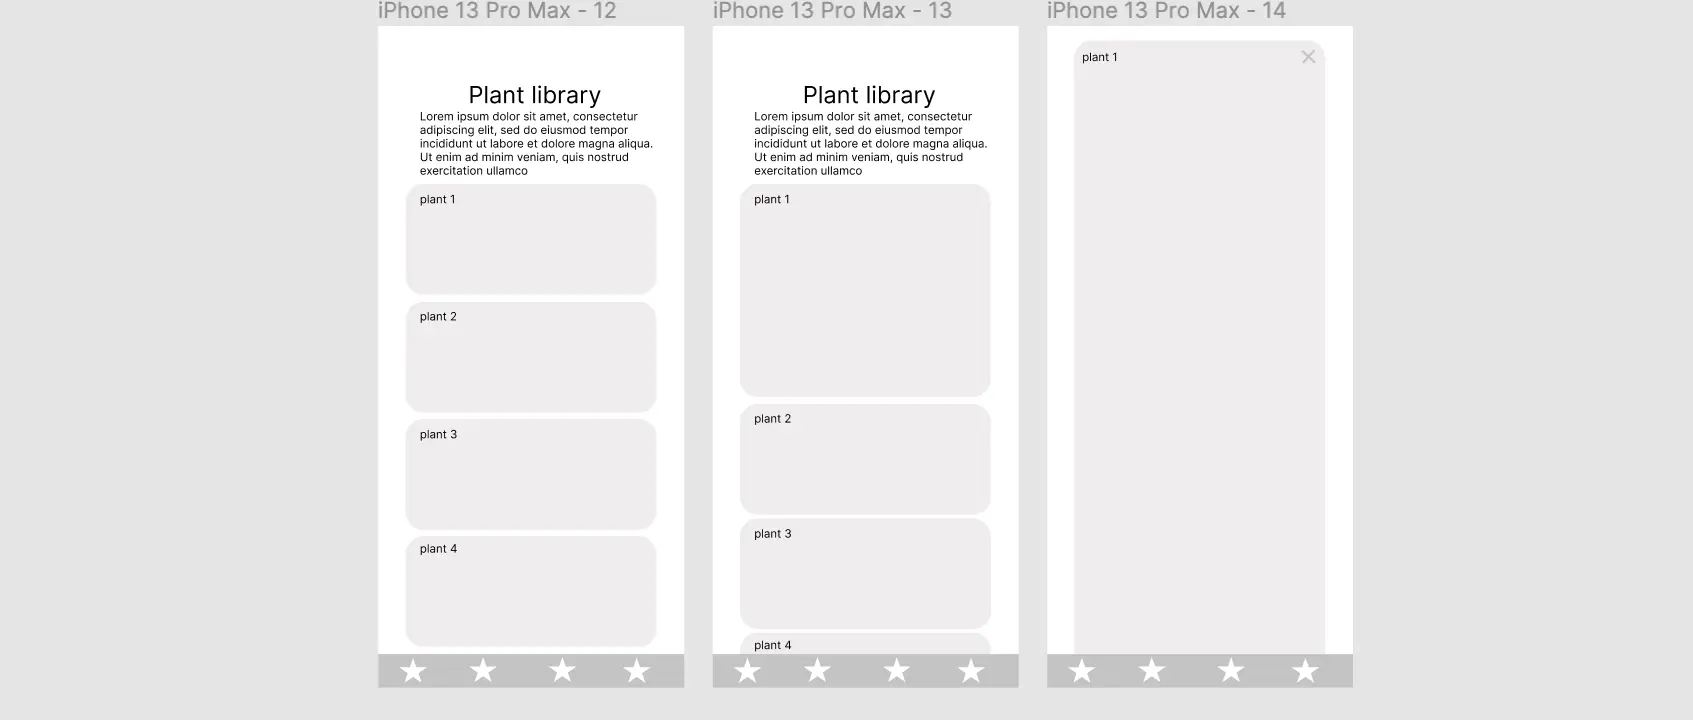 iPhone 13 Pro Max - 12
Plant library
Lorem ipsum dolor sit amet, consectetur
adipiscing elit, sed do eiusmod tempor
incididunt ut labore et dolore magna aliqua.
Ut enim ad minim veniam, quis nostrud
exercitation ullamco
plant 1
plant 2
plant 3
plant 4
iPhone 13 Pro Max - 13
Plant library
Lorem ipsum dolor sit amet, consectetur
adipiscing elit, sed do eiusmod tempor
incididunt ut labore et dolore magna aliqua.
Ut enim ad minim veniam, quis nostrud
exercitation ullamco
plant 1
plant 2
plant 3
plant 4
iPhone 13 Pro Max - 14
plant 1